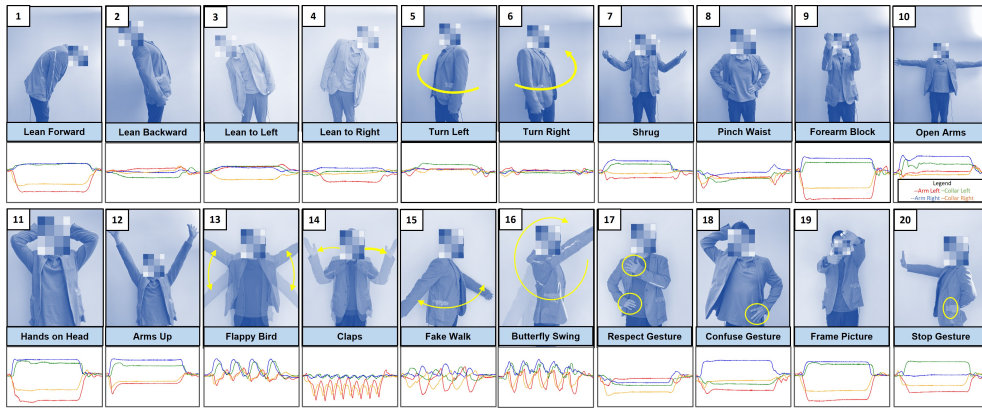 1
2
3
4
5
6
7
8
9
10
Lean Forward
Lean Backward
Lean to Left
Lean to Right
Turn Left
Turn Right
Shrug
Pinch Waist
Forearm Block
Open Arms
Legend
--Arm Left --Collar Left
--Arm Right --Collar Right
11
12
13
14
15
16
17
18
19
20
Hands on Head
Arms Up
Flappy Bird
Claps
Fake Walk
Butterfly Swing
Respect Gesture
Confuse Gesture
Frame Picture
Stop Gesture